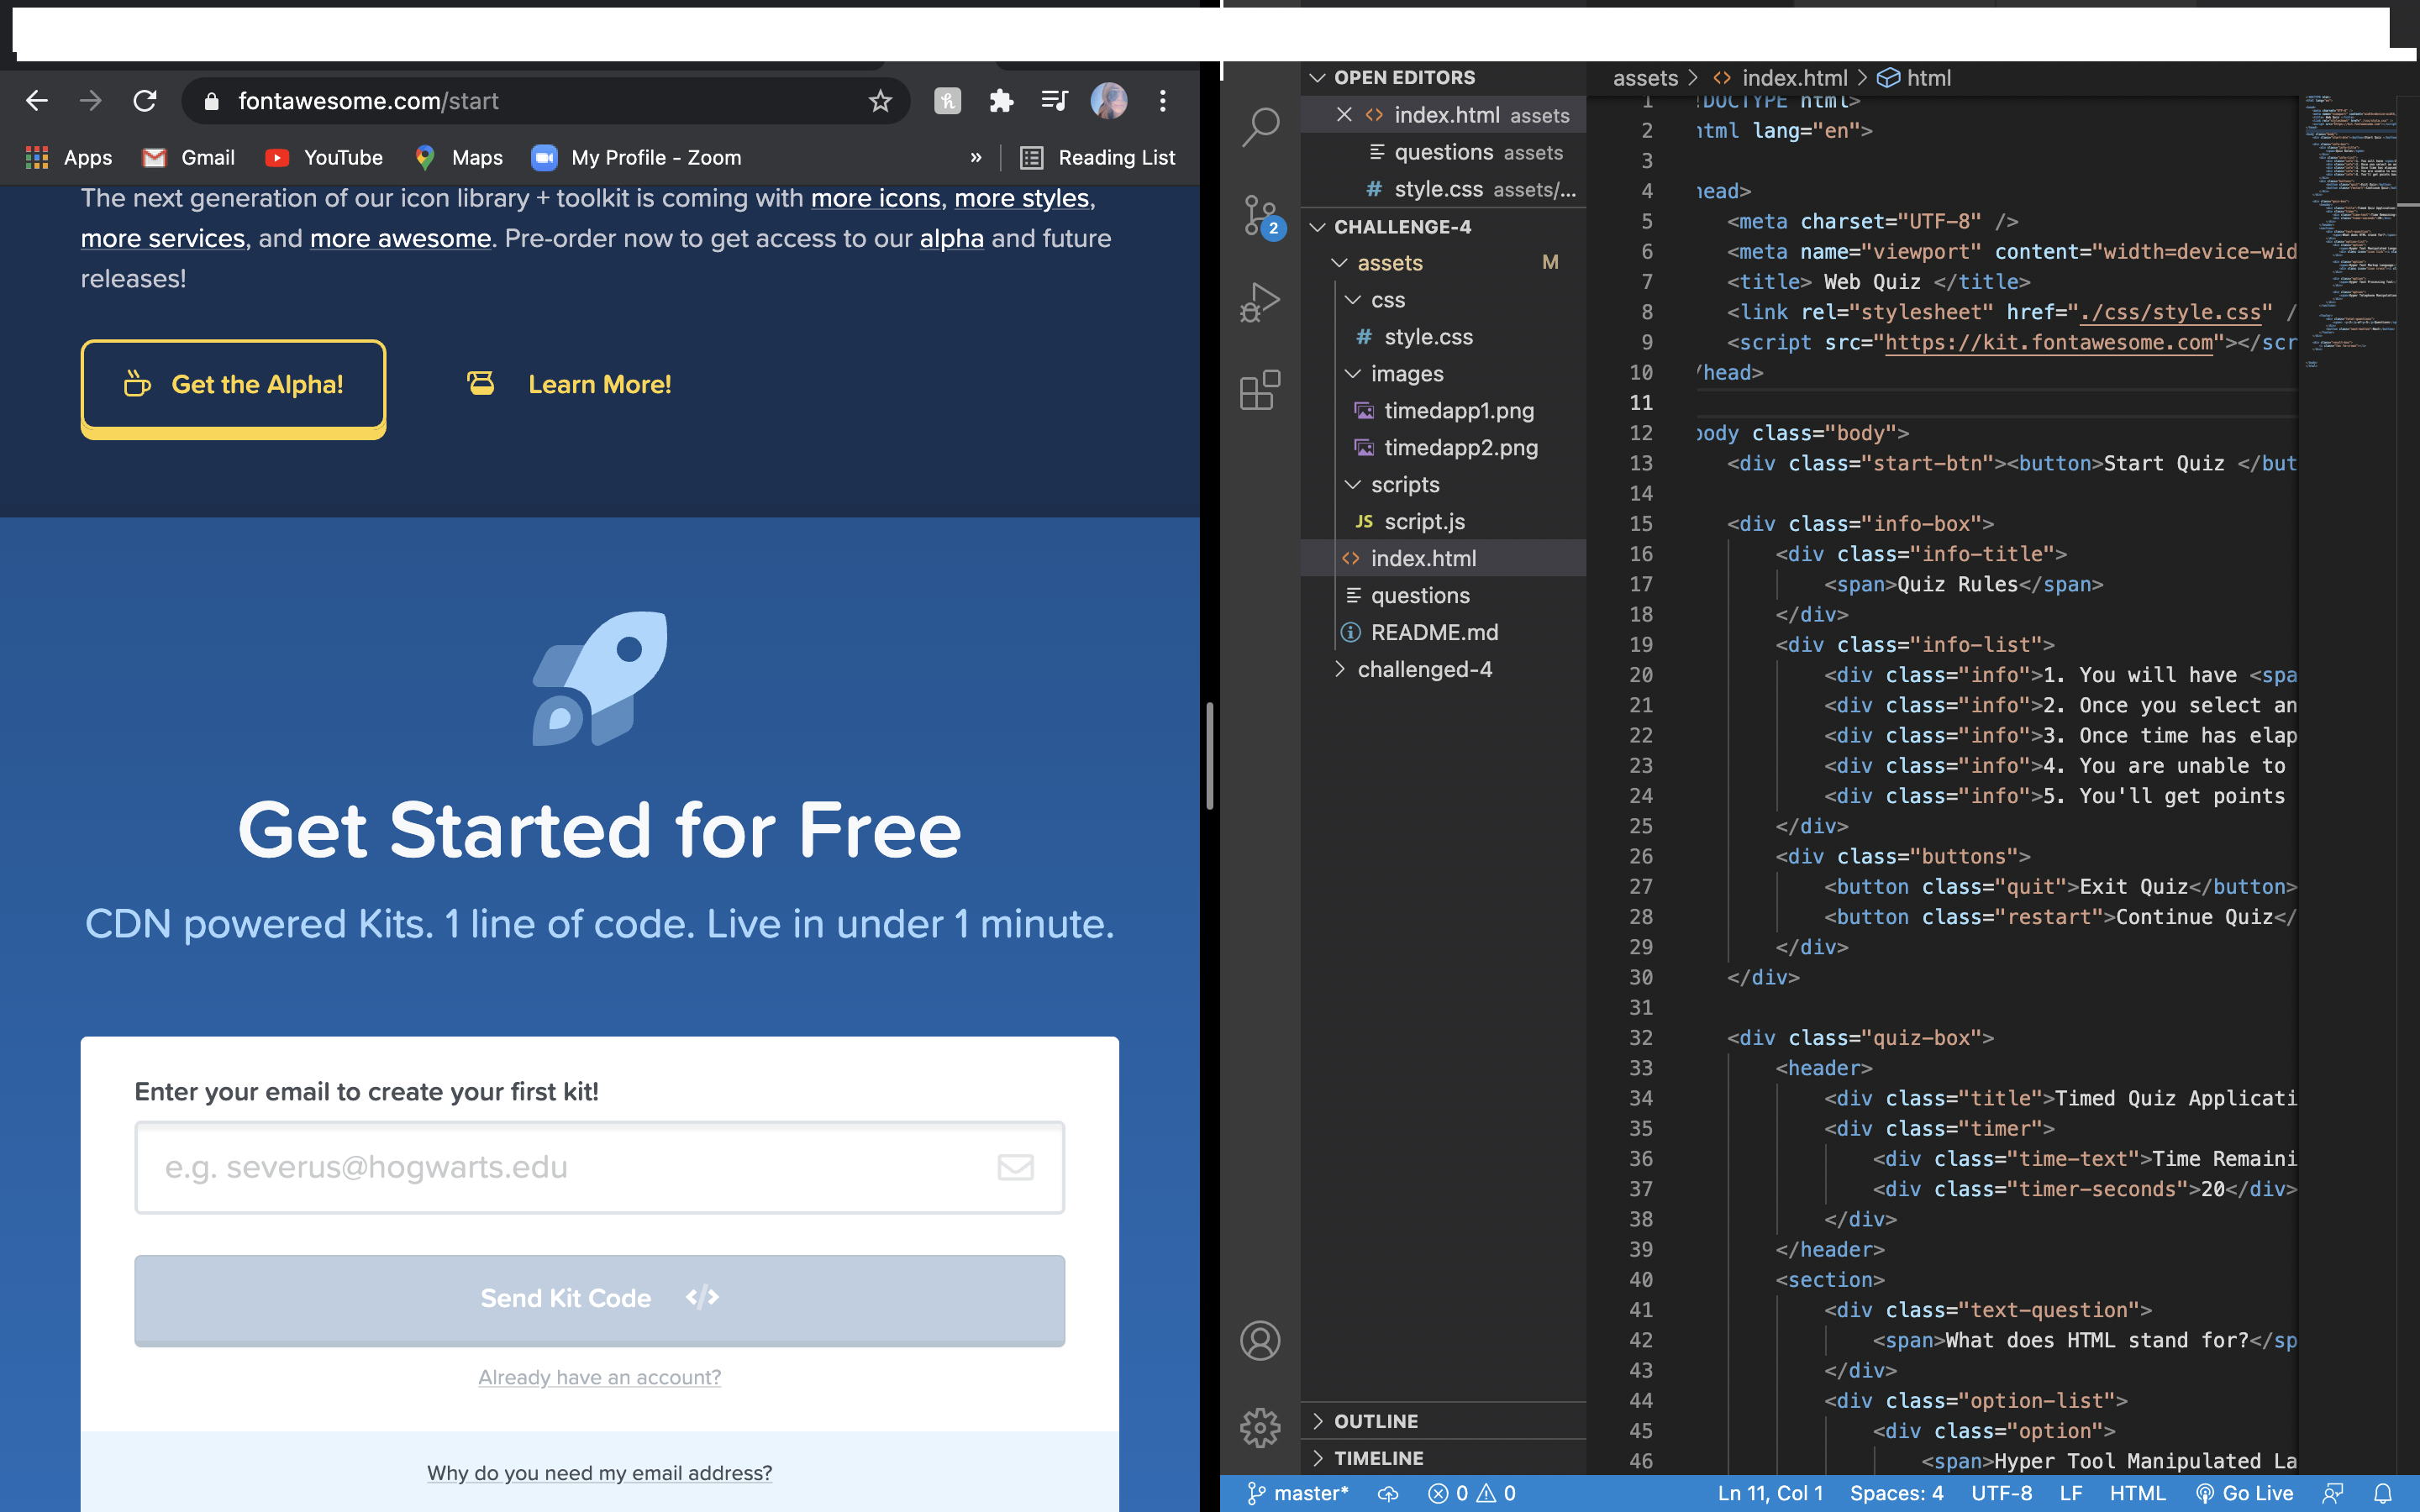 fontawesome.com/start
Apps
Gmail
YouTube
Maps
My Profile - Zoom
»
Reading List
The next generation of our icon library + toolkit is coming with more icons, more styles,
more services, and more awesome. Pre-order now to get access to our alpha and future
releases!
Get the Alpha!
Learn More!
Get Started for Free
CDN powered Kits. 1 line of code. Live in under 1 minute.
Enter your email to create your first kit!
e.g. severus@hogwarts.edu
Send Kit Code </>
Already have an account?
Why do you need my email address?
2
OPEN EDITORS
index.html assets
questions assets
style.css assets/...
CHALLENGE-4
assets M
css
# style.css
images
timedapp1.png
timedapp2.png
scripts
JS script.js
<> index.html
questions
README.md
challenged-4
OUTLINE
TIMELINE
assets > <> index.html > html
1 !DOCTYPE html>
2 html lang="en">
3
4 head>
5 <meta charset="UTF-8" />
6 <meta name="viewport" content="width=device-wid
7 <title> Web Quiz </title>
8 <link rel="stylesheet" href="./css/style.css" /
9 <script src="https://kit.fontawesome.com"></scr
10 /head>
11
12 body class="body">
13 <div class="start-btn"><button>Start Quiz </but
14
15 <div class="info-box">
16 <div class="info-title">
17 <span>Quiz Rules</span>
18 </div>
19 <div class="info-list">
20 <div class="info">1. You will have <spa
21 <div class="info">2. Once you select an
22 <div class="info">3. Once time has elap
23 <div class="info">4. You are unable to
24 <div class="info">5. You'll get points
25 </div>
26 <div class="buttons">
27 <button class="quit">Exit Quiz</button>
28 <button class="restart">Continue Quiz</
29 </div>
30 </div>
31
32 <div class="quiz-box">
33 <header>
34 <div class="title">Timed Quiz Applicati
35 <div class="timer">
36 <div class="time-text">Time Remaini
37 <div class="timer-seconds">20</div>
38 </div>
39 </header>
40 <section>
41 <div class="text-question">
42 <span>What does HTML stand for?</sp
43 </div>
44 <div class="option-list">
45 <div class="option">
46 <span>Hyper Tool Manipulated La
master* 0 0 Ln 11, Col 1 Spaces: 4 UTF-8 LF HTML Go Live